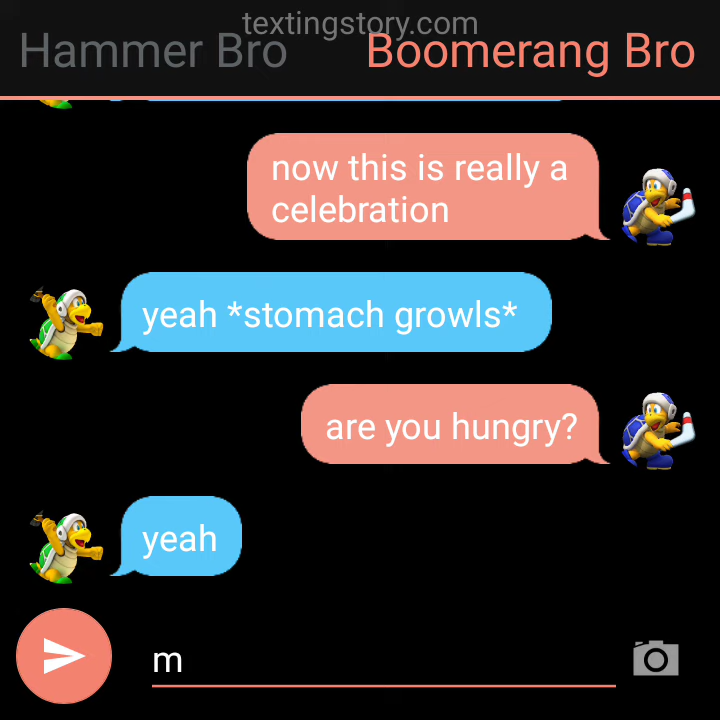 textingstory.com
Hammer Bro
Boomerang Bro
now this is really a
celebration
yeah *stomach growls*
are you hungry?
yeah
m